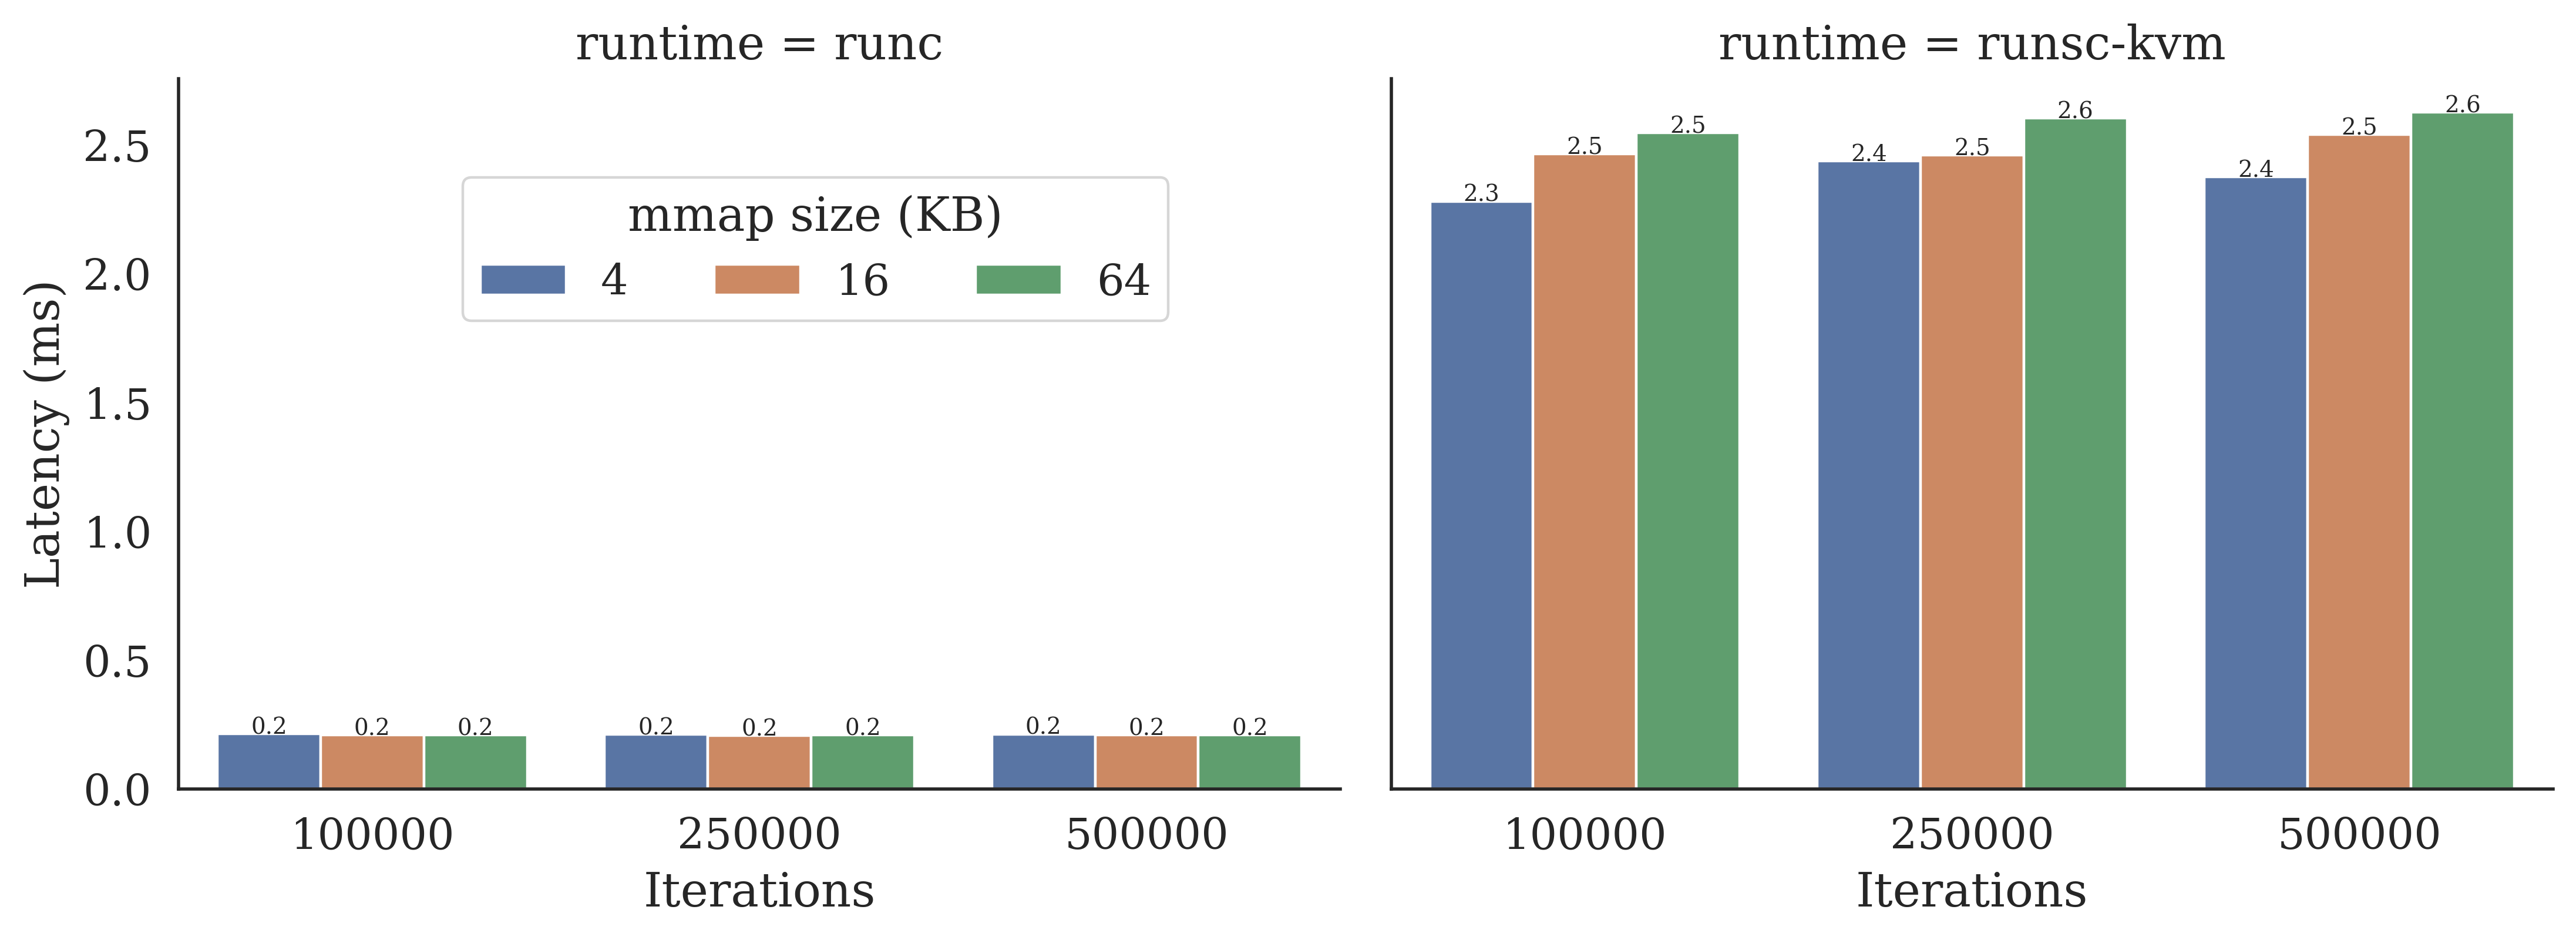 runtime = runc
Latency (ms)
2.5
2.0
1.5
1.0
0.5
0.0
mmap size (KB)
4 16 64
0.2 0.2 0.2 0.2 0.2 0.2 0.2 0.2 0.2
100000 250000 500000
Iterations
runtime = runsc-kvm
2.3 2.5 2.5 2.4 2.5 2.6 2.4 2.5 2.6
100000 250000 500000
Iterations